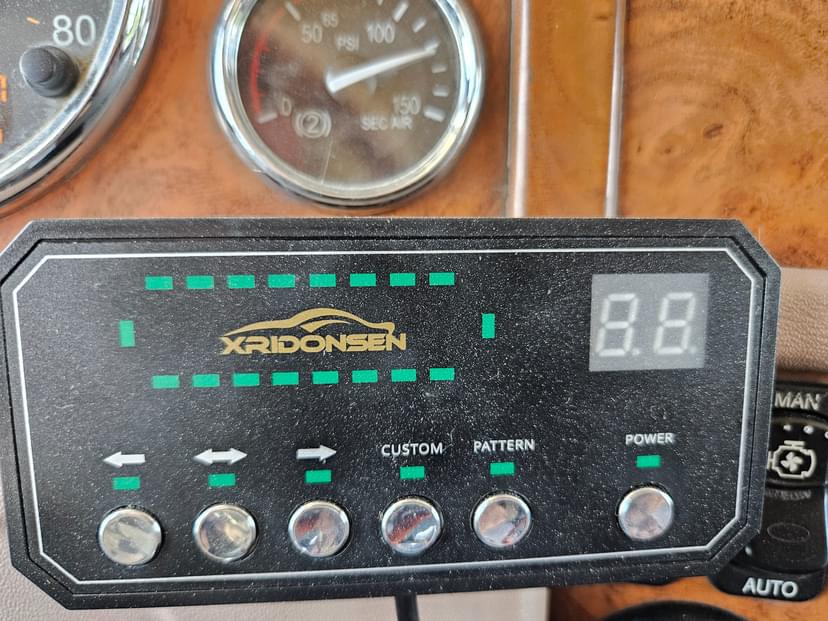 80
65
50 100
PSI
0 150
(2)
SEC AIR
XRIDONSEN
8.8.
CUSTOM PATTERN POWER
MAN
AUTO